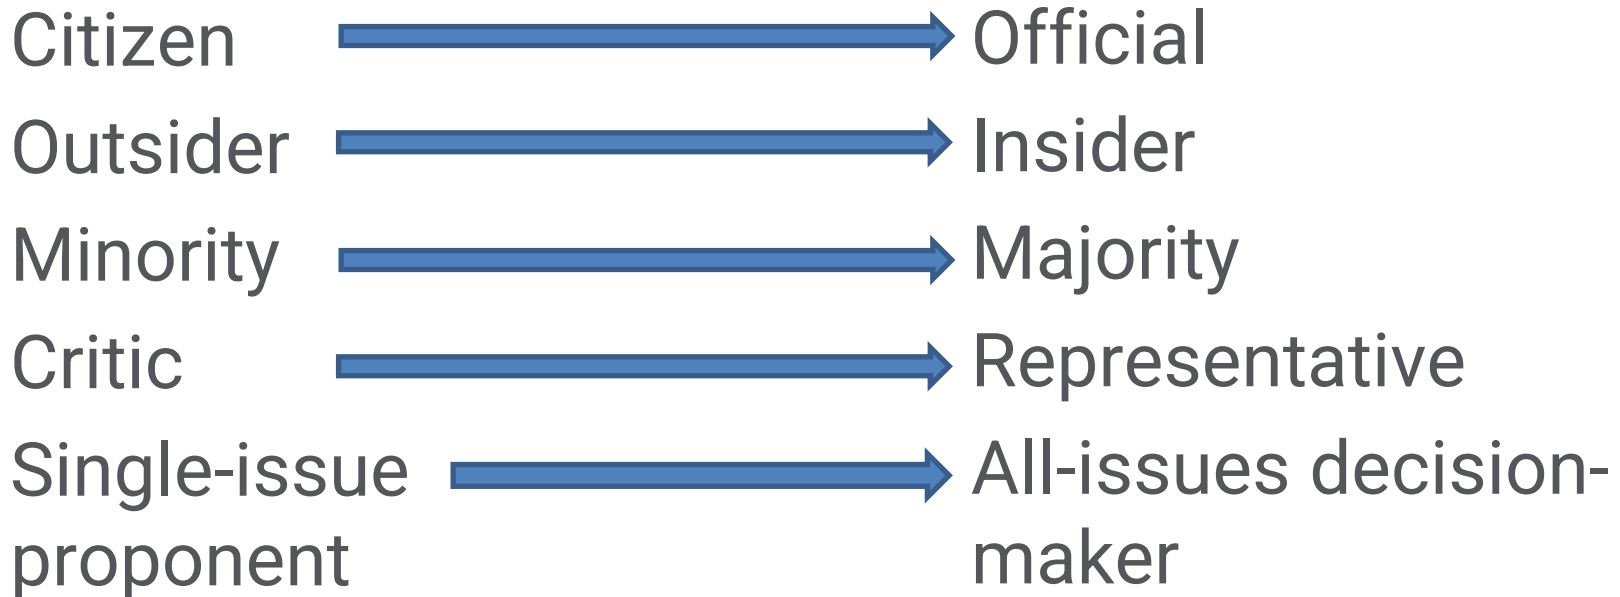 Citizen Official
Outsider Insider
Minority Majority
Critic Representative
Single-issue All-issues decision-
proponent maker